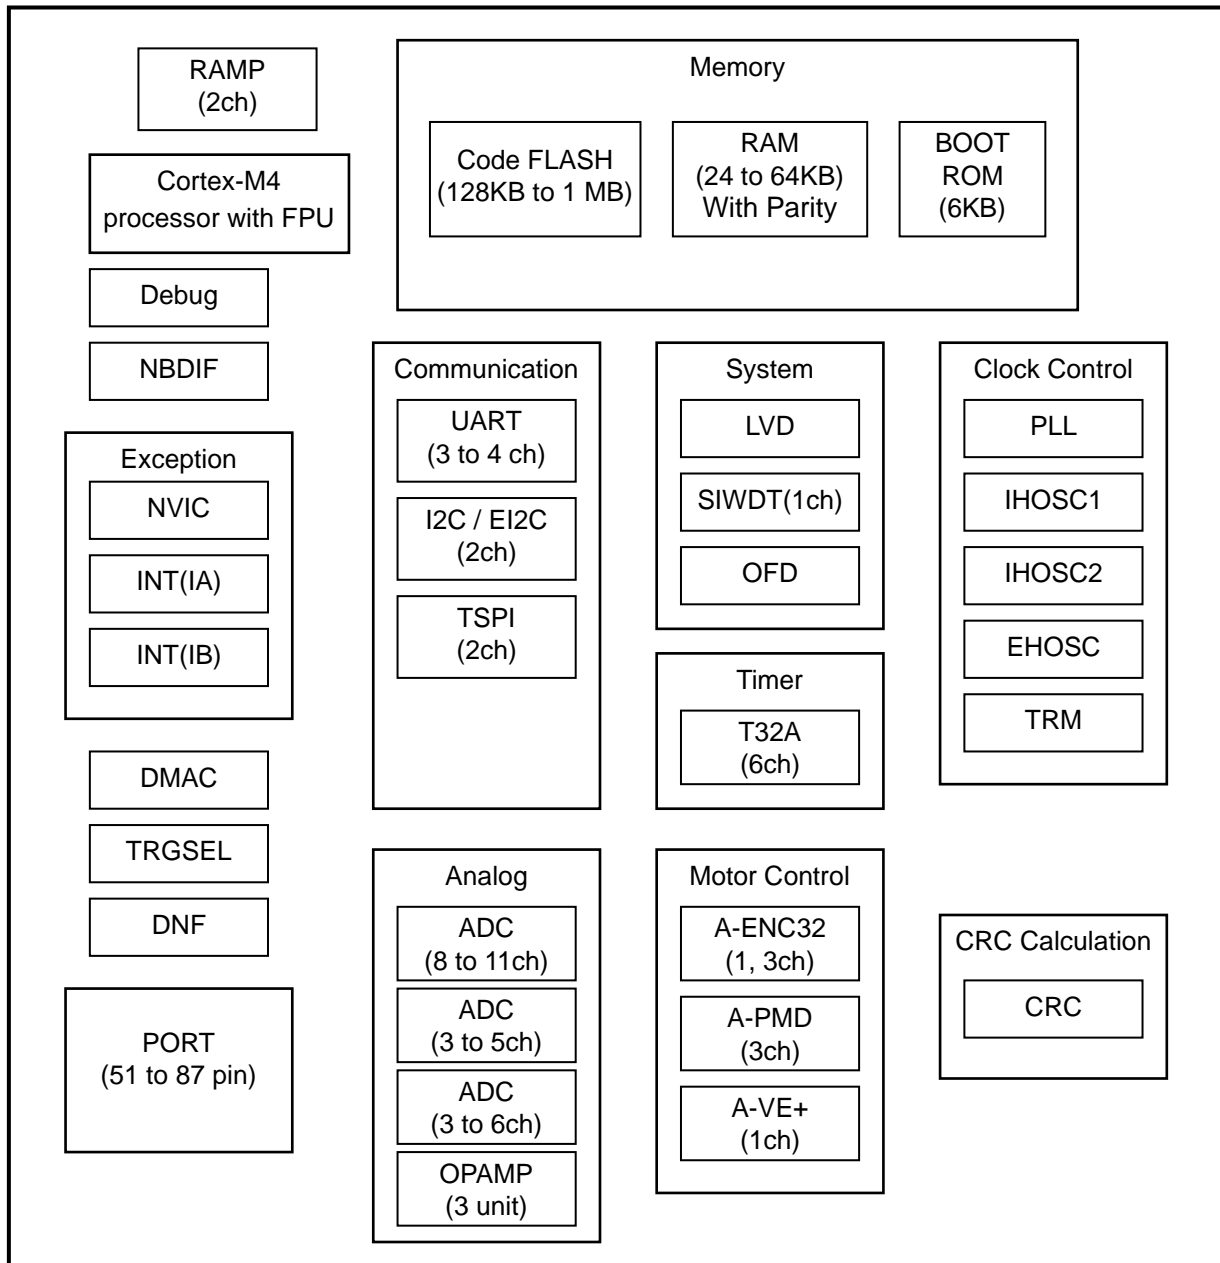 RAMP
(2ch)
Cortex-M4
processor with FPU
Debug
NBDIF
Exception
NVIC
INT(IA)
INT(IB)
DMAC
TRGSEL
DNF
PORT
(51 to 87 pin)
Memory
Code FLASH
(128KB to 1 MB)
RAM
(24 to 64KB)
With Parity
BOOT
ROM
(6KB)
Communication
UART
(3 to 4 ch)
I2C / EI2C
(2ch)
TSPI
(2ch)
System
LVD
SIWDT(1ch)
OFD
Timer
T32A
(6ch)
Clock Control
PLL
IHOSC1
IHOSC2
EHOSC
TRM
Analog
ADC
(8 to 11ch)
ADC
(3 to 5ch)
ADC
(3 to 6ch)
OPAMP
(3 unit)
Motor Control
A-ENC32
(1, 3ch)
A-PMD
(3ch)
A-VE+
(1ch)
CRC Calculation
CRC